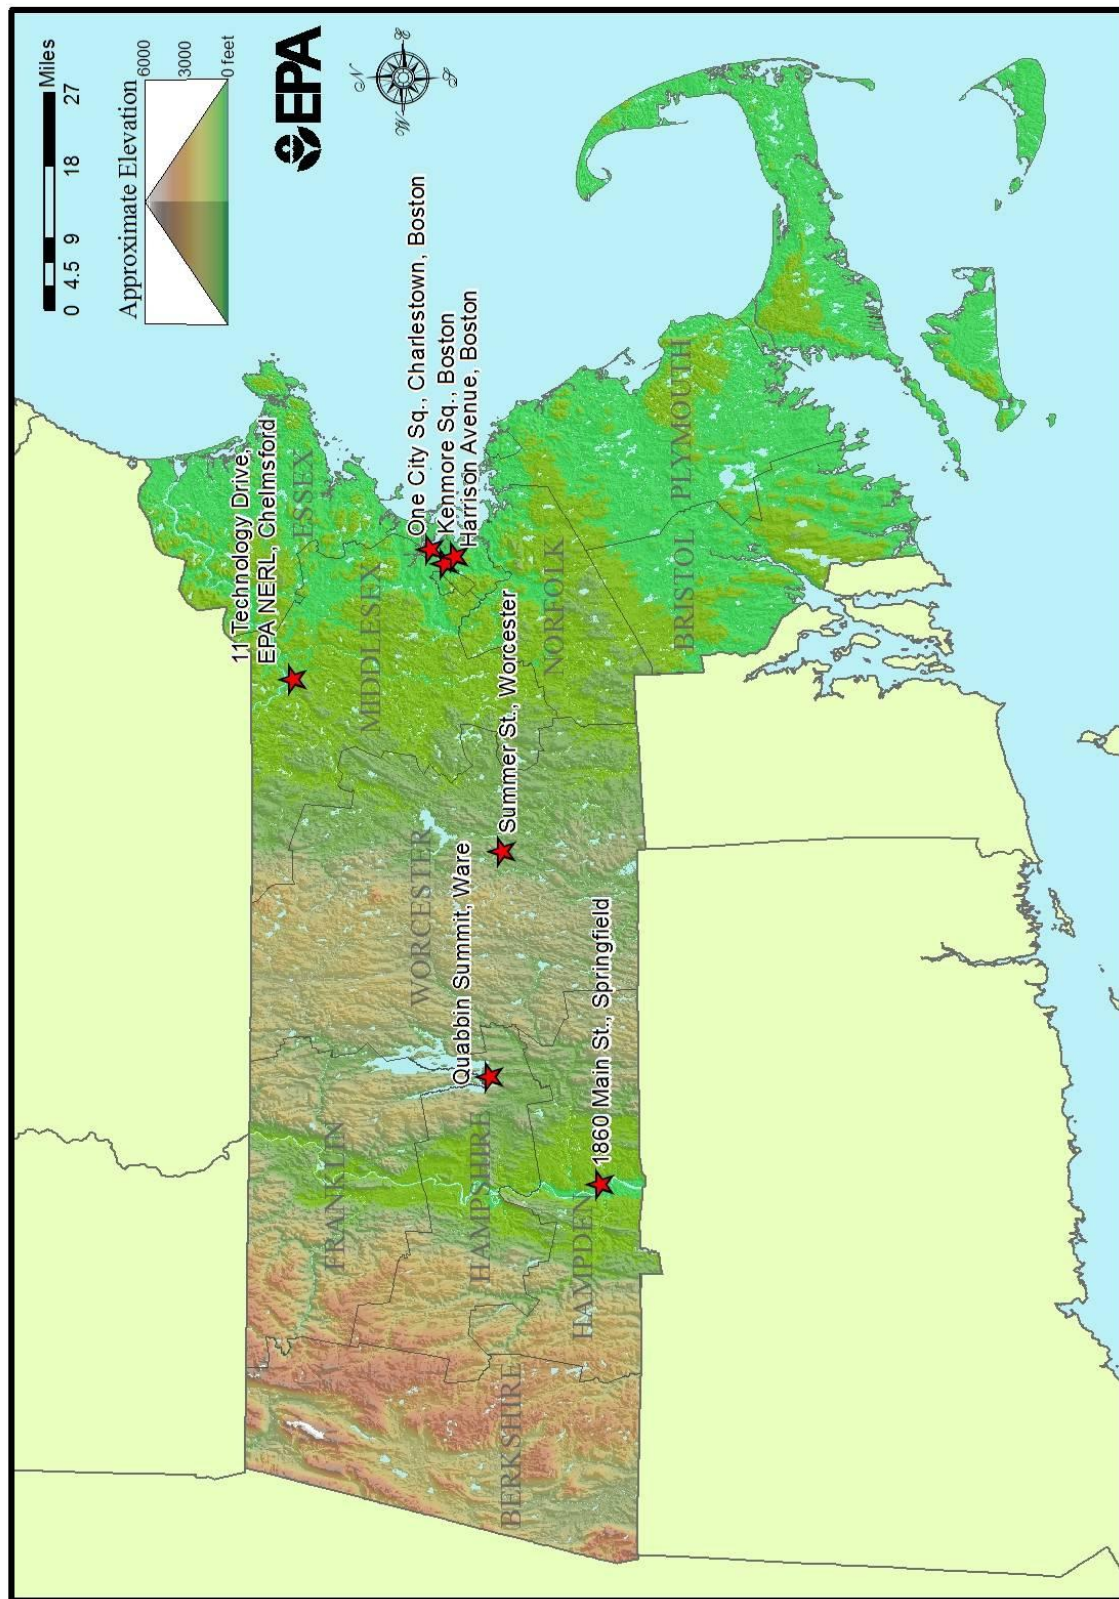 0 4.5 9 18 27 Miles
Approximate Elevation
6000
3000
0 feet
EPA
N
W
E
S
11 Technology Drive,
EPA NERL, Chelmsford
ESSEX
MIDDLESEX
One City Sq., Charlestown, Boston
Kenmore Sq., Boston
Harrison Avenue, Boston
FRANKLIN
WORCESTER
Quabbin Summit, Ware
Summer St., Worcester
HAMPSHIRE
BERKSHIRE
NORFOLK
HAMPDEN
1860 Main St., Springfield
BRISTOL
PLYMOUTH